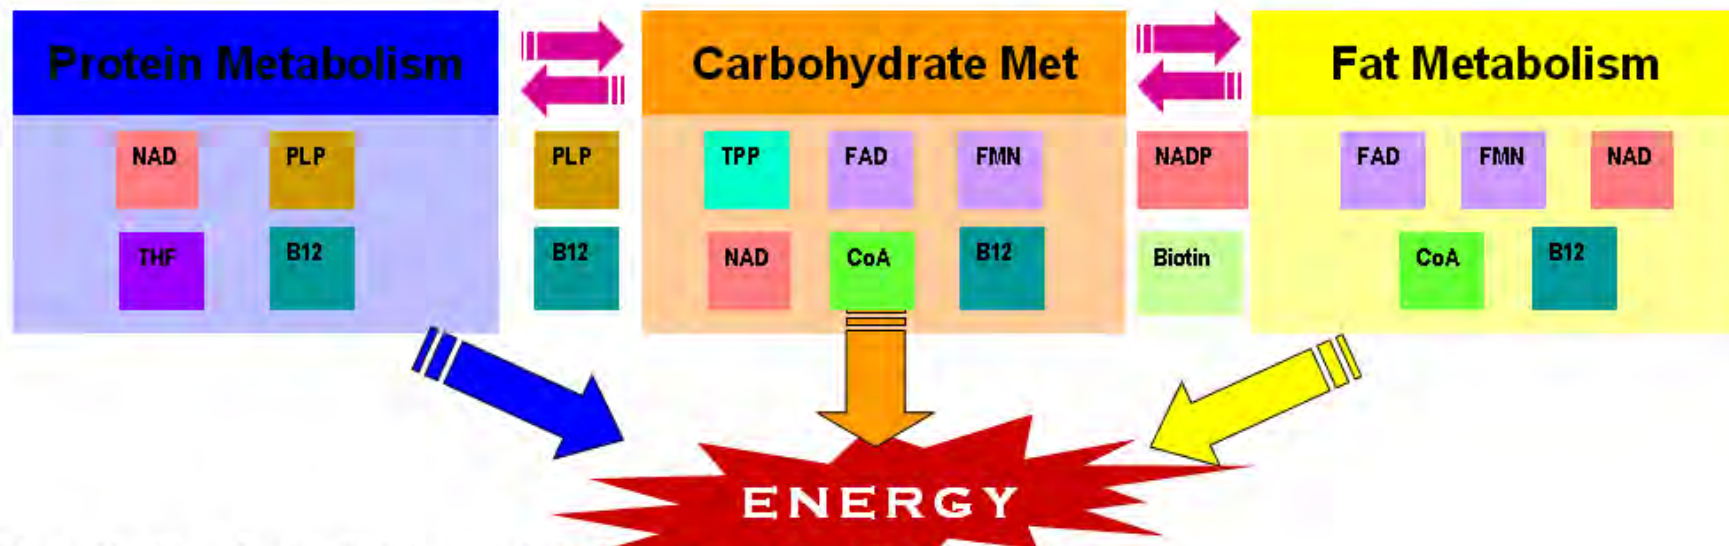 Protein Metabolism
Carbohydrate Met
Fat Metabolism
NAD PLP PLP TPP FAD FMN NADP FAD FMN NAD
THF B12 B12 NAD CoA B12 Biotin CoA B12
ENERGY